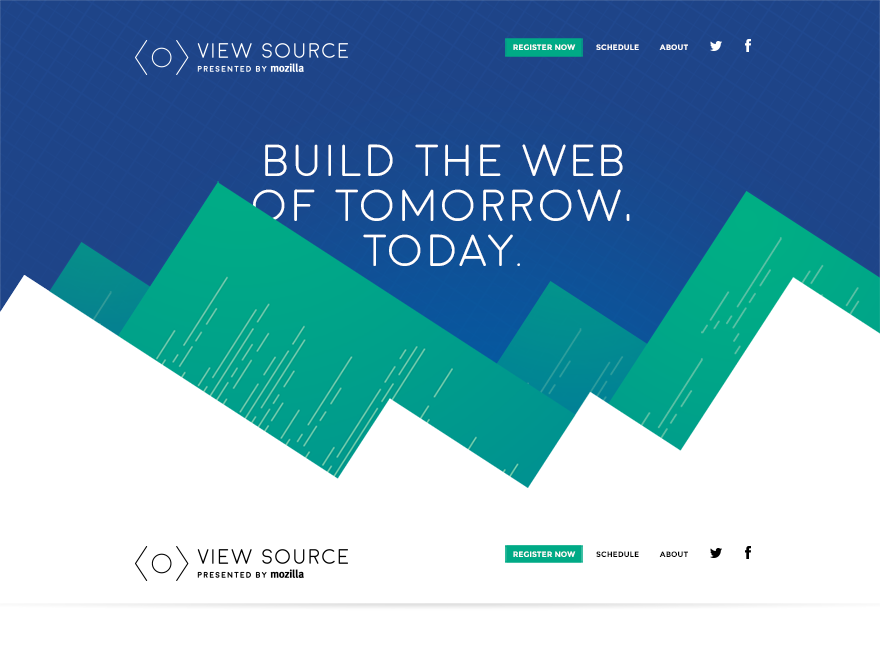 VIEW SOURCE
PRESENTED BY mozilla
REGISTER NOW SCHEDULE ABOUT
BUILD THE WEB
OF TOMORROW.
TODAY.
VIEW SOURCE
PRESENTED BY mozilla
REGISTER NOW SCHEDULE ABOUT